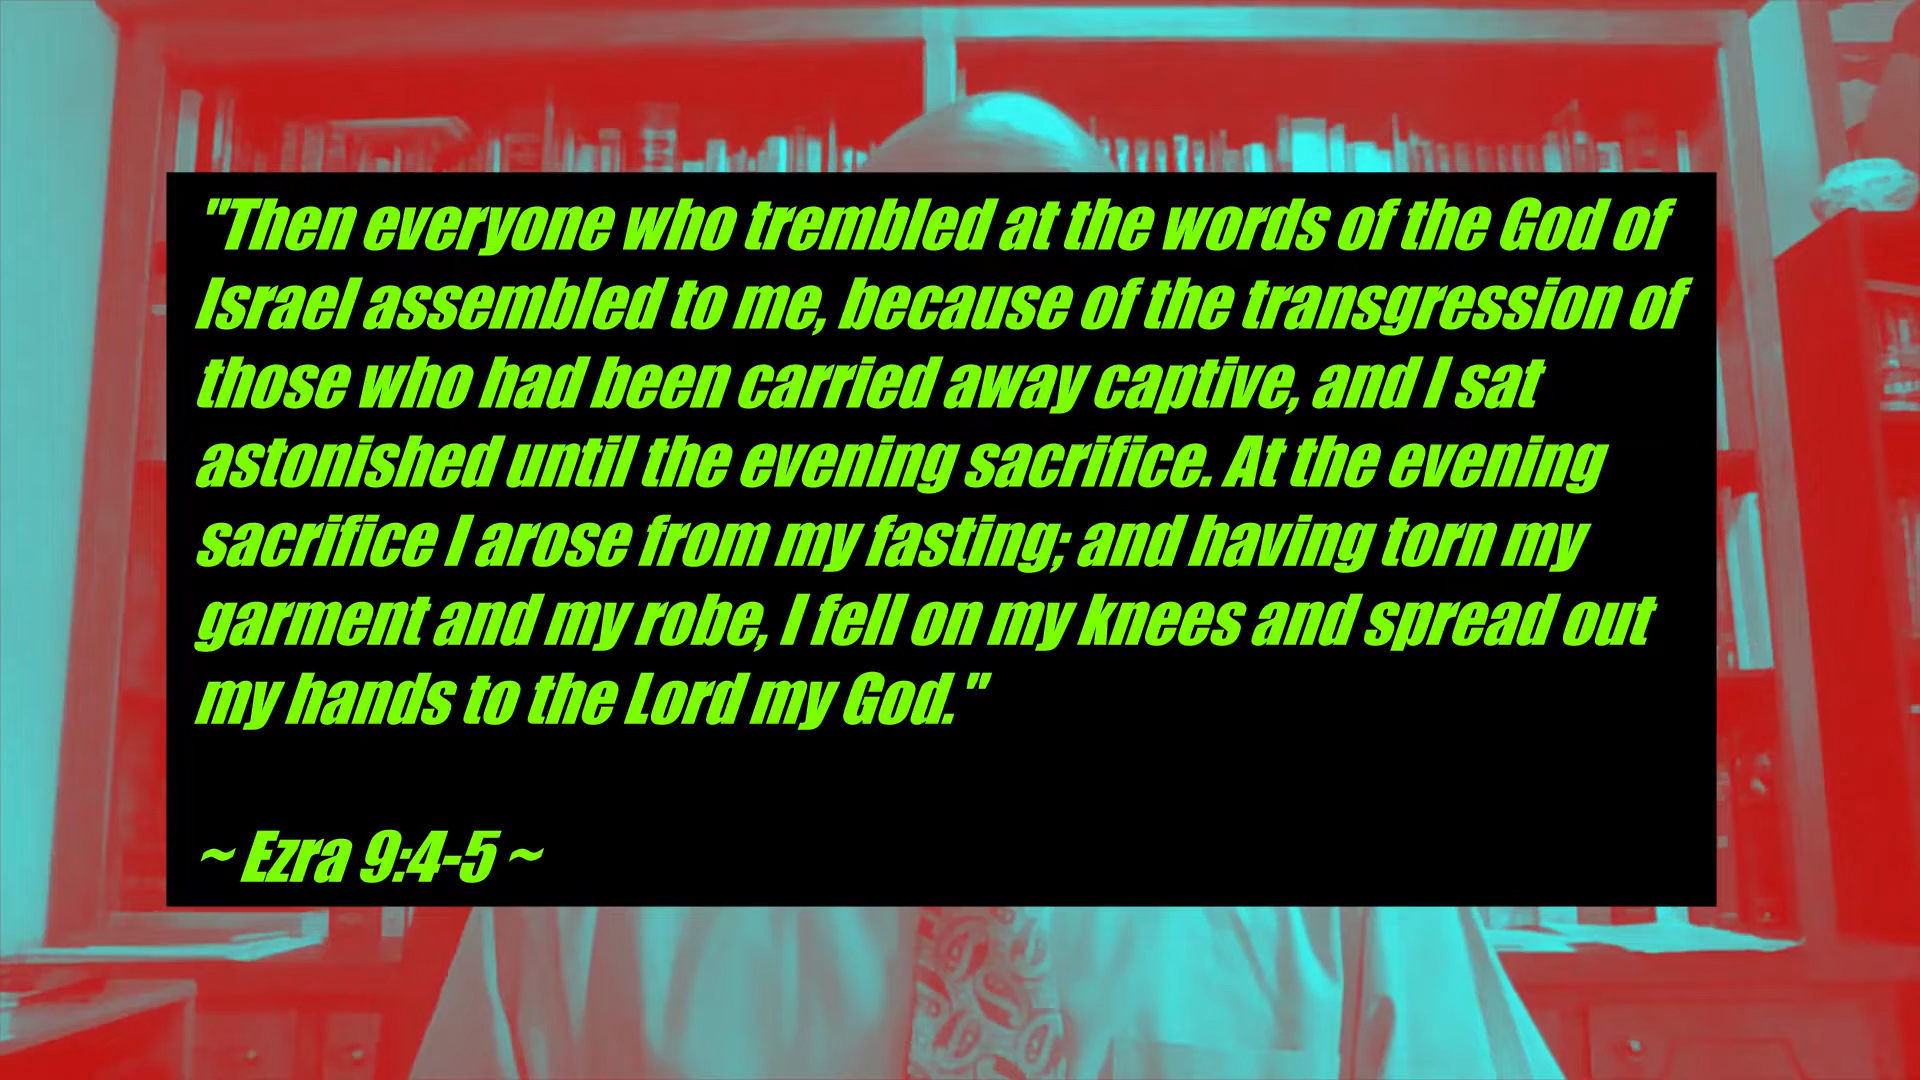 "Then everyone who trembled at the words of the God of
Israel assembled to me, because of the transgression of
those who had been carried away captive, and I sat
astonished until the evening sacrifice. At the evening
sacrifice I arose from my fasting; and having torn my
garment and my robe, I fell on my knees and spread out
my hands to the Lord my God."
~ Ezra 9:4-5 ~